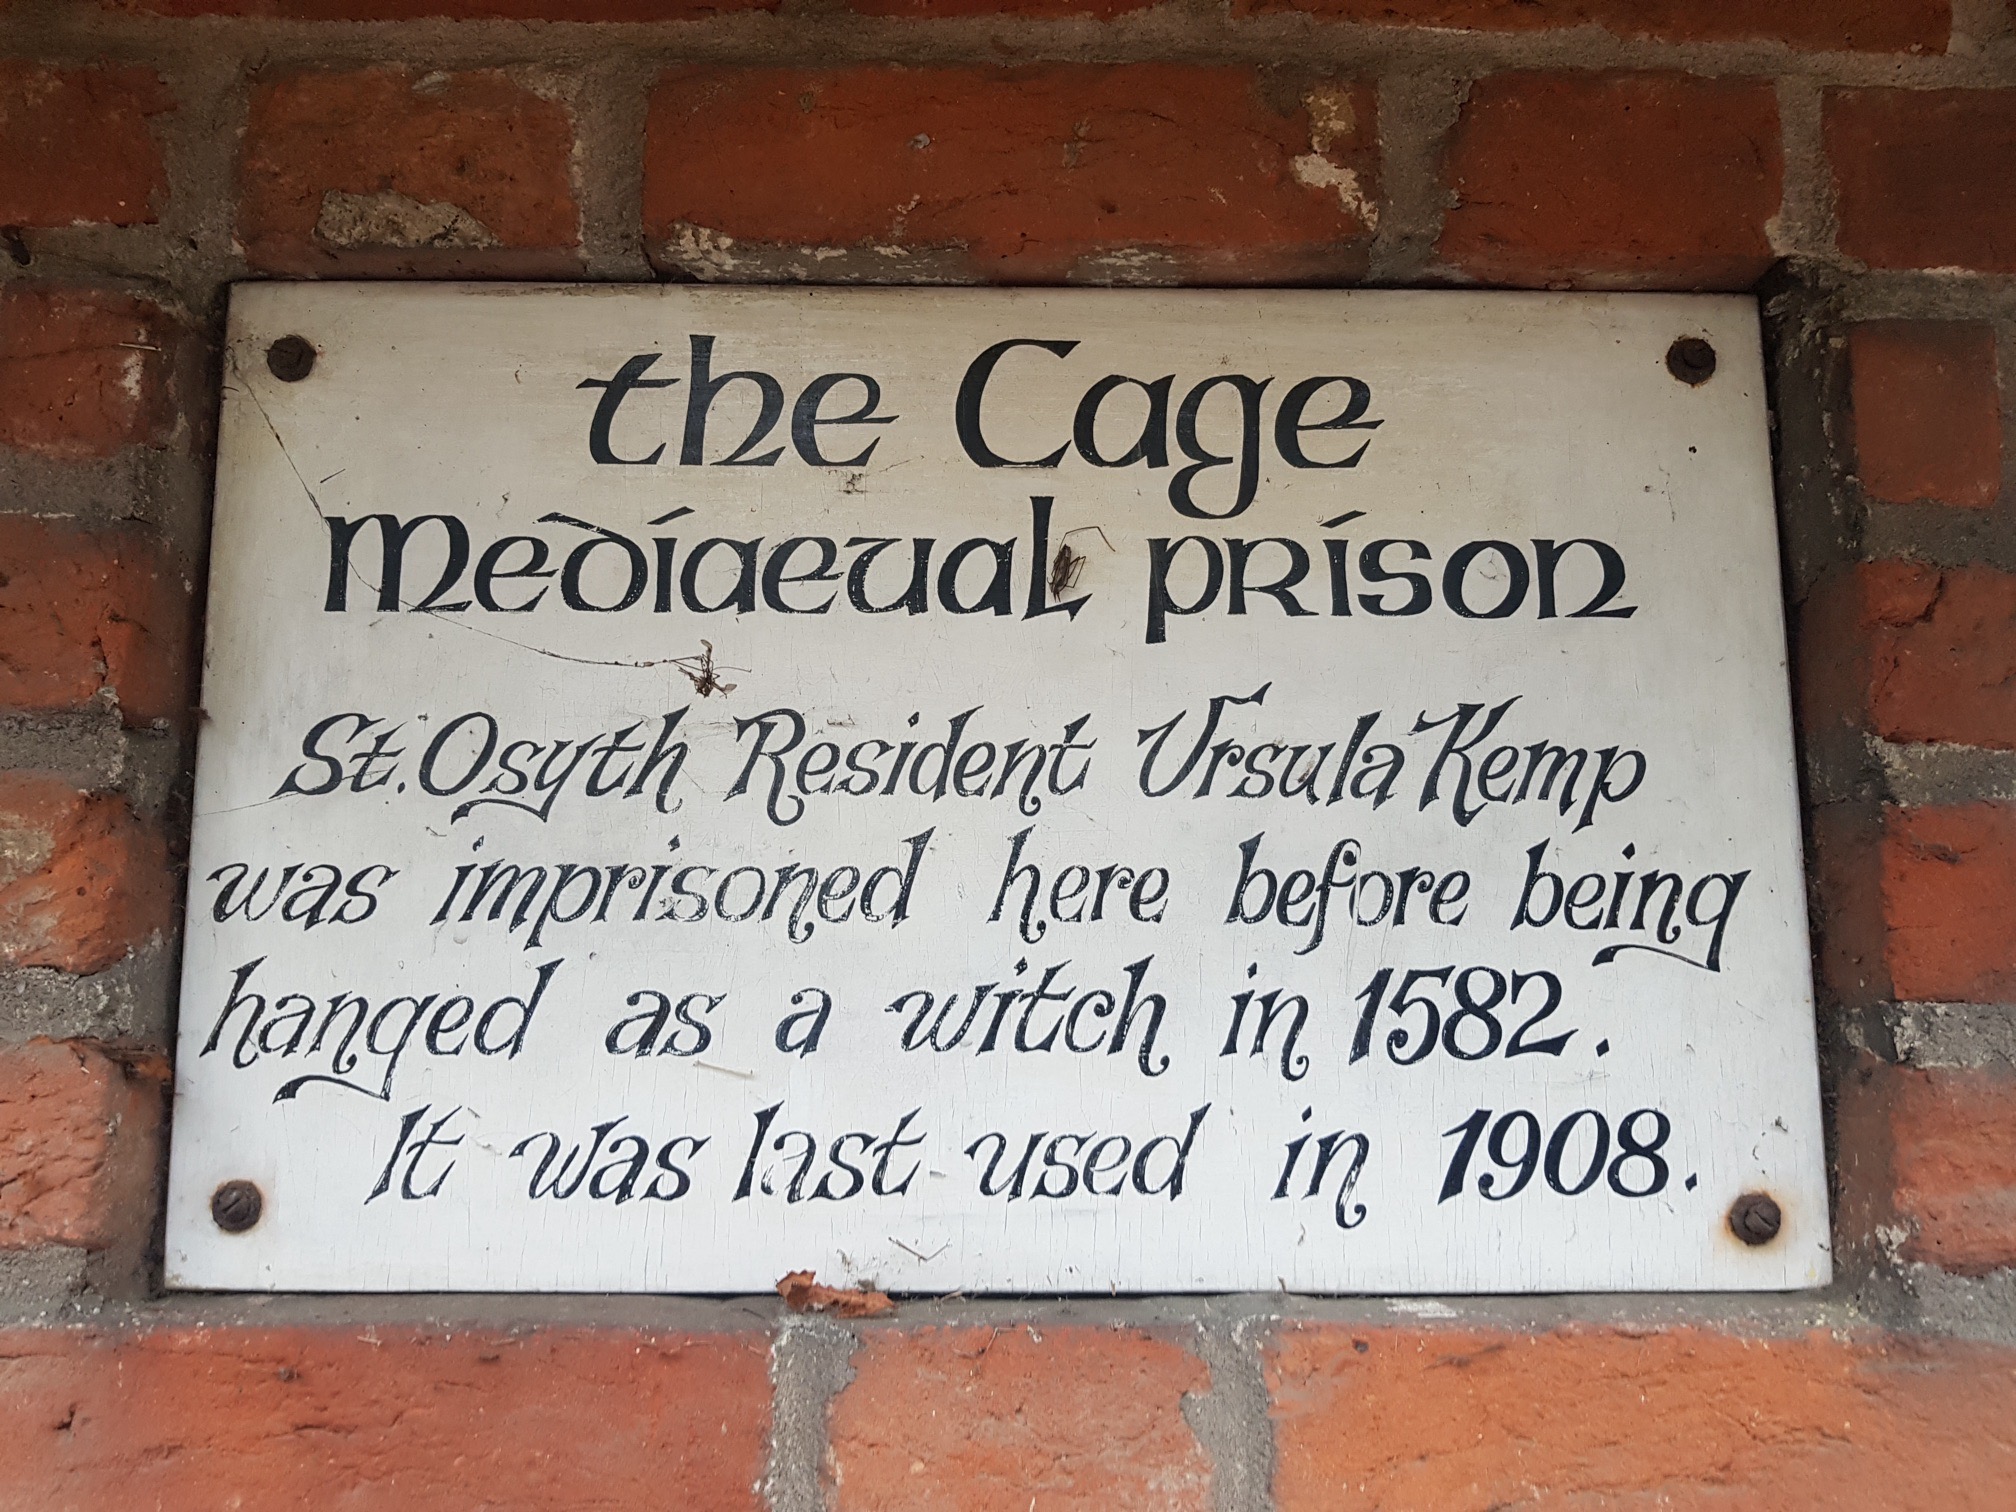 the Cage
Mediaeval prison
St. Osyth Resident Ursula Kemp
was imprisoned here before being
hanged as a witch in 1582.
It was last used in 1908.